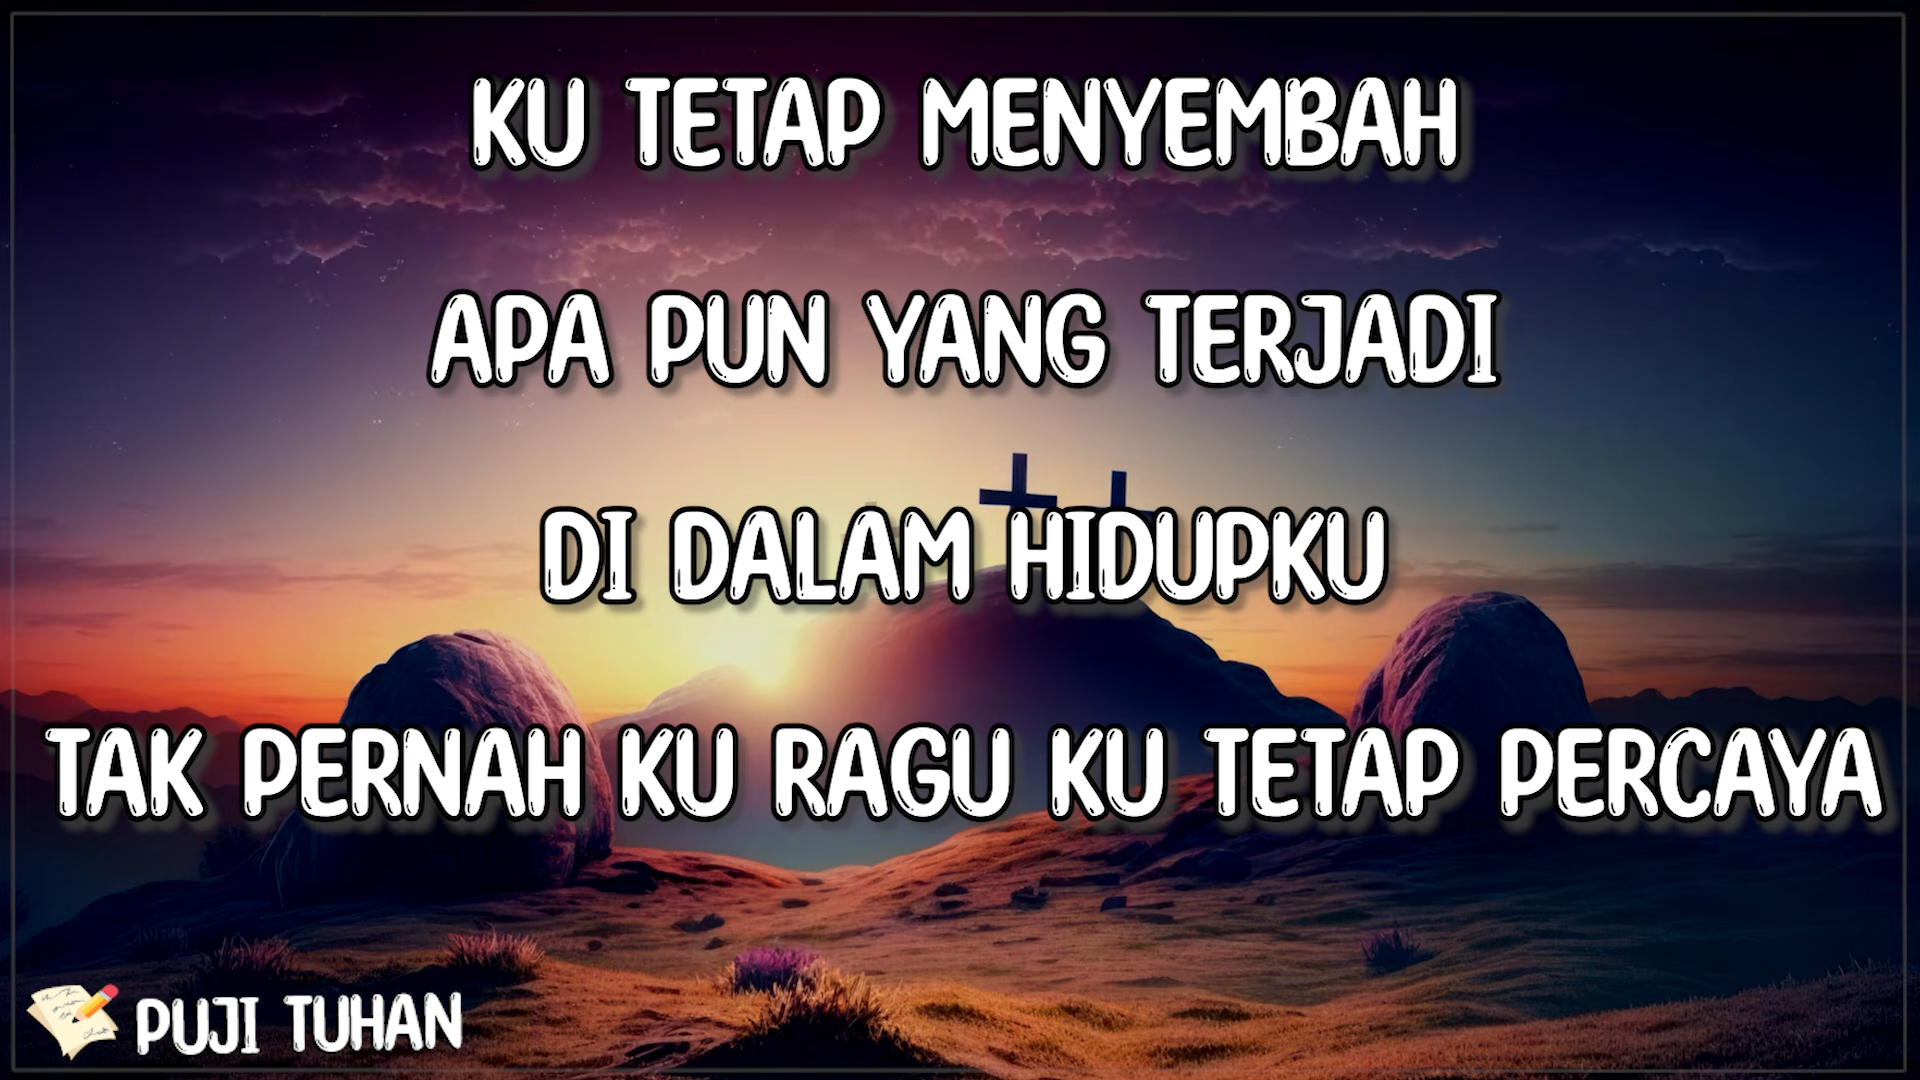 KU TETAP MENYEMBAH
APA PUN YANG TERJADI
DI DALAM HIDUPKU
TAK PERNAH KU RAGU KU TETAP PERCAYA
PUJI TUHAN